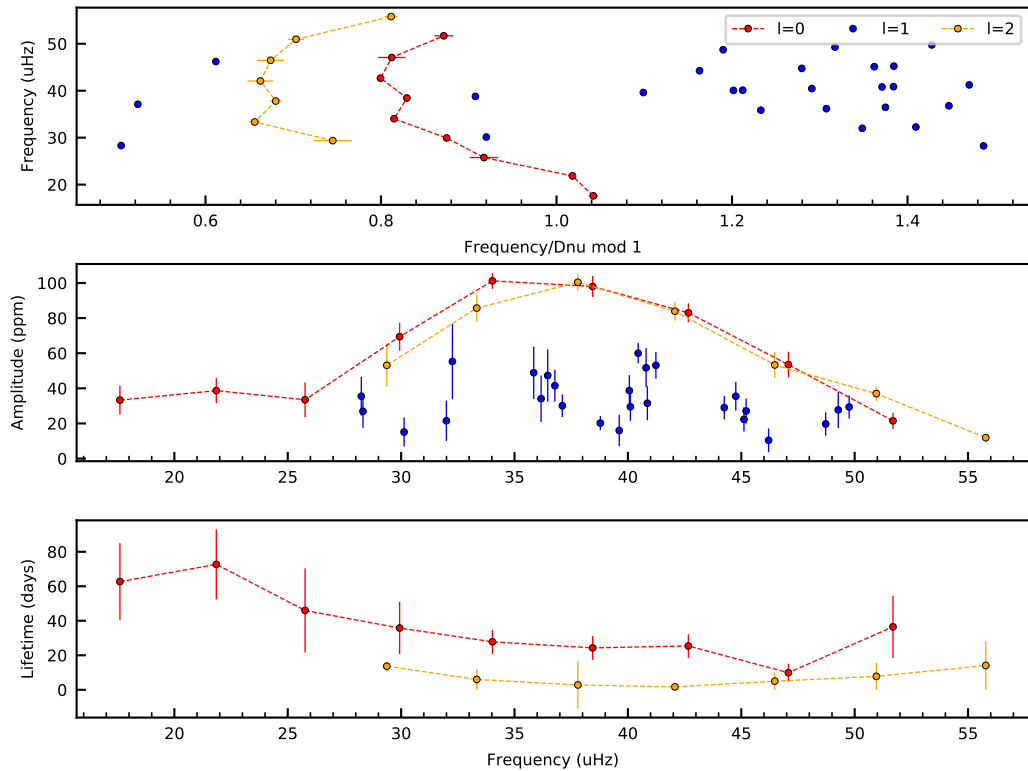 l=0 l=1 l=2
Frequency (uHz)
50
40
30
20
0.6 0.8 1.0 1.2 1.4
Frequency/Dnu mod 1
Amplitude (ppm)
100
80
60
40
20
0
20 25 30 35 40 45 50 55
Lifetime (days)
80
60
40
20
0
20 25 30 35 40 45 50 55
Frequency (uHz)